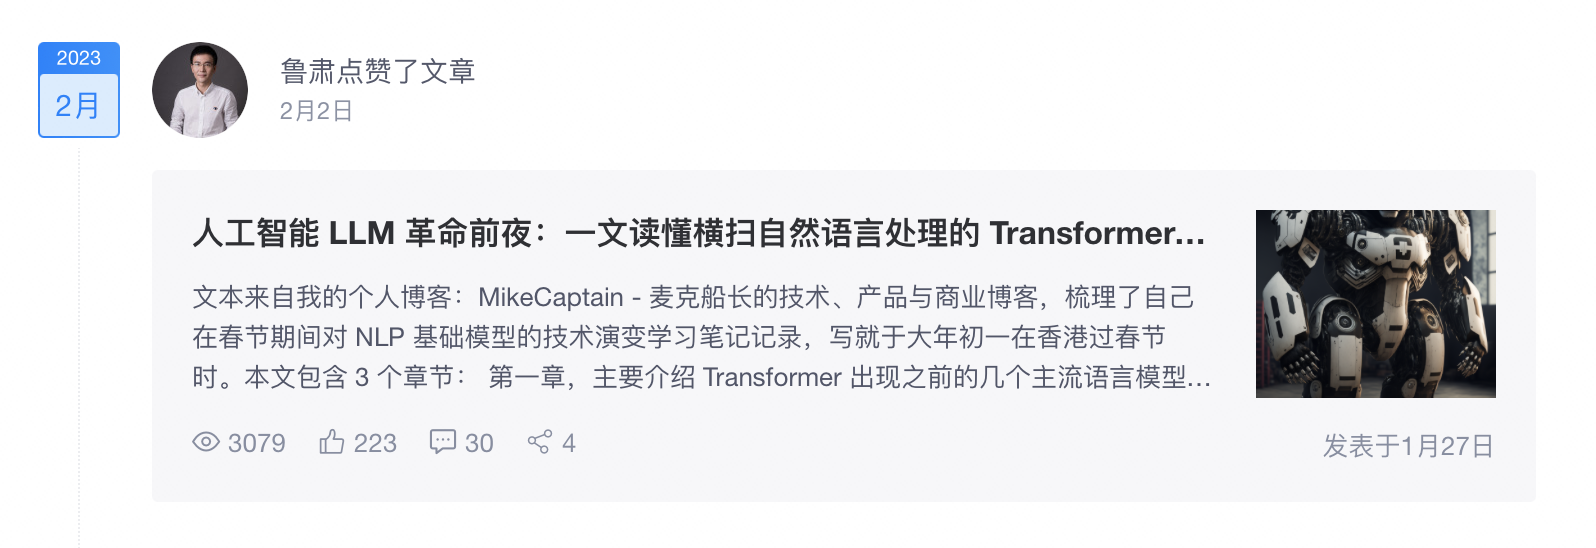 2023
2月
鲁肃点赞了文章
2月2日
人工智能 LLM 革命前夜：一文读懂横扫自然语言处理的 Transformer...
文本来自我的个人博客：MikeCaptain - 麦克船长的技术、产品与商业博客，梳理了自己
在春节期间对 NLP 基础模型的技术演变学习笔记记录，写就于大年初一在香港过春节
时。本文包含 3 个章节： 第一章，主要介绍 Transformer 出现之前的几个主流语言模型...
3079 223 30 4
发表于1月27日